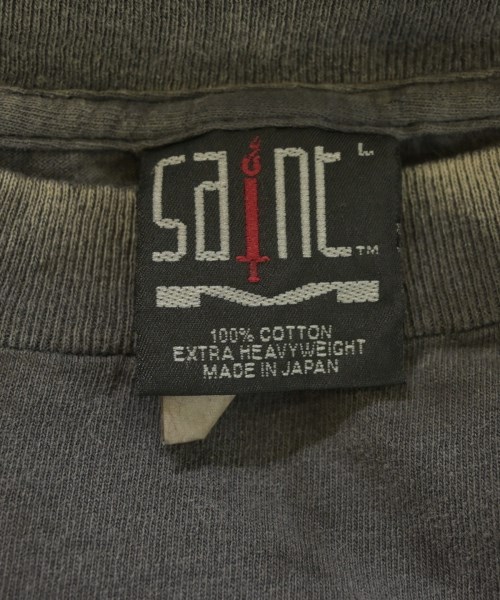 saint L
TM
100% COTTON
EXTRA HEAVYWEIGHT
MADE IN JAPAN